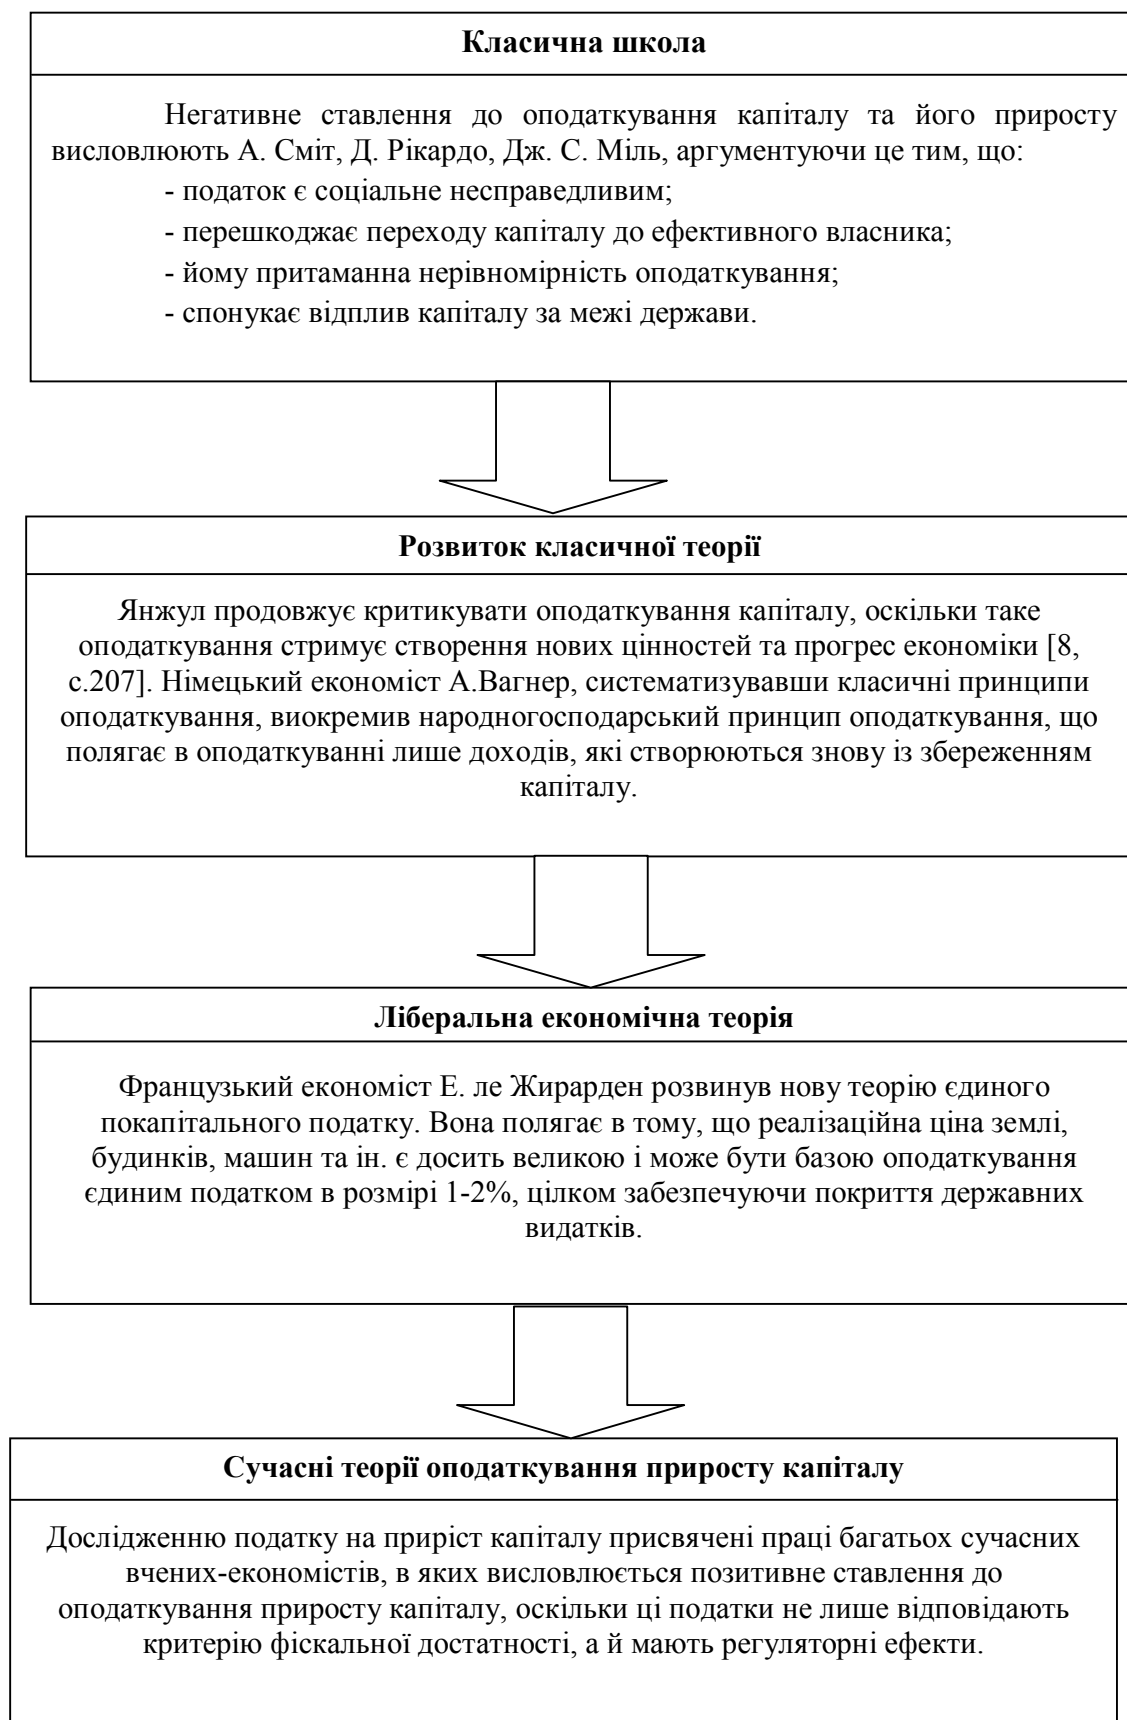 Класична школа
Негативне ставлення до оподаткування капіталу та його приросту
висловлюють А. Сміт, Д. Рікардо, Дж. С. Міль, аргументуючи це тим, що:
- податок є соціальне несправедливим;
- перешкоджає переходу капіталу до ефективного власника;
- йому притаманна нерівномірність оподаткування;
- спонукає відплив капіталу за межі держави.
Розвиток класичної теорії
Янжул продовжує критикувати оподаткування капіталу, оскільки таке
оподаткування стримує створення нових цінностей та прогрес економіки [8,
с.207]. Німецький економіст А.Вагнер, систематизувавши класичні принципи
оподаткування, виокремив народногосподарський принцип оподаткування, що
полягає в оподаткуванні лише доходів, які створюються знову із збереженням
капіталу.
Ліберальна економічна теорія
Французький економіст Е. ле Жирарден розвинув нову теорію єдиного
покапітального податку. Вона полягає в тому, що реалізаційна ціна землі,
будинків, машин та ін. є досить великою і може бути базою оподаткування
єдиним податком в розмірі 1-2%, цілком забезпечуючи покриття державних
видатків.
Сучасні теорії оподаткування приросту капіталу
Дослідженню податку на приріст капіталу присвячені праці багатьох сучасних
вчених-економістів, в яких висловлюється позитивне ставлення до
оподаткування приросту капіталу, оскільки ці податки не лише відповідають
критерію фіскальної достатності, а й мають регуляторні ефекти.